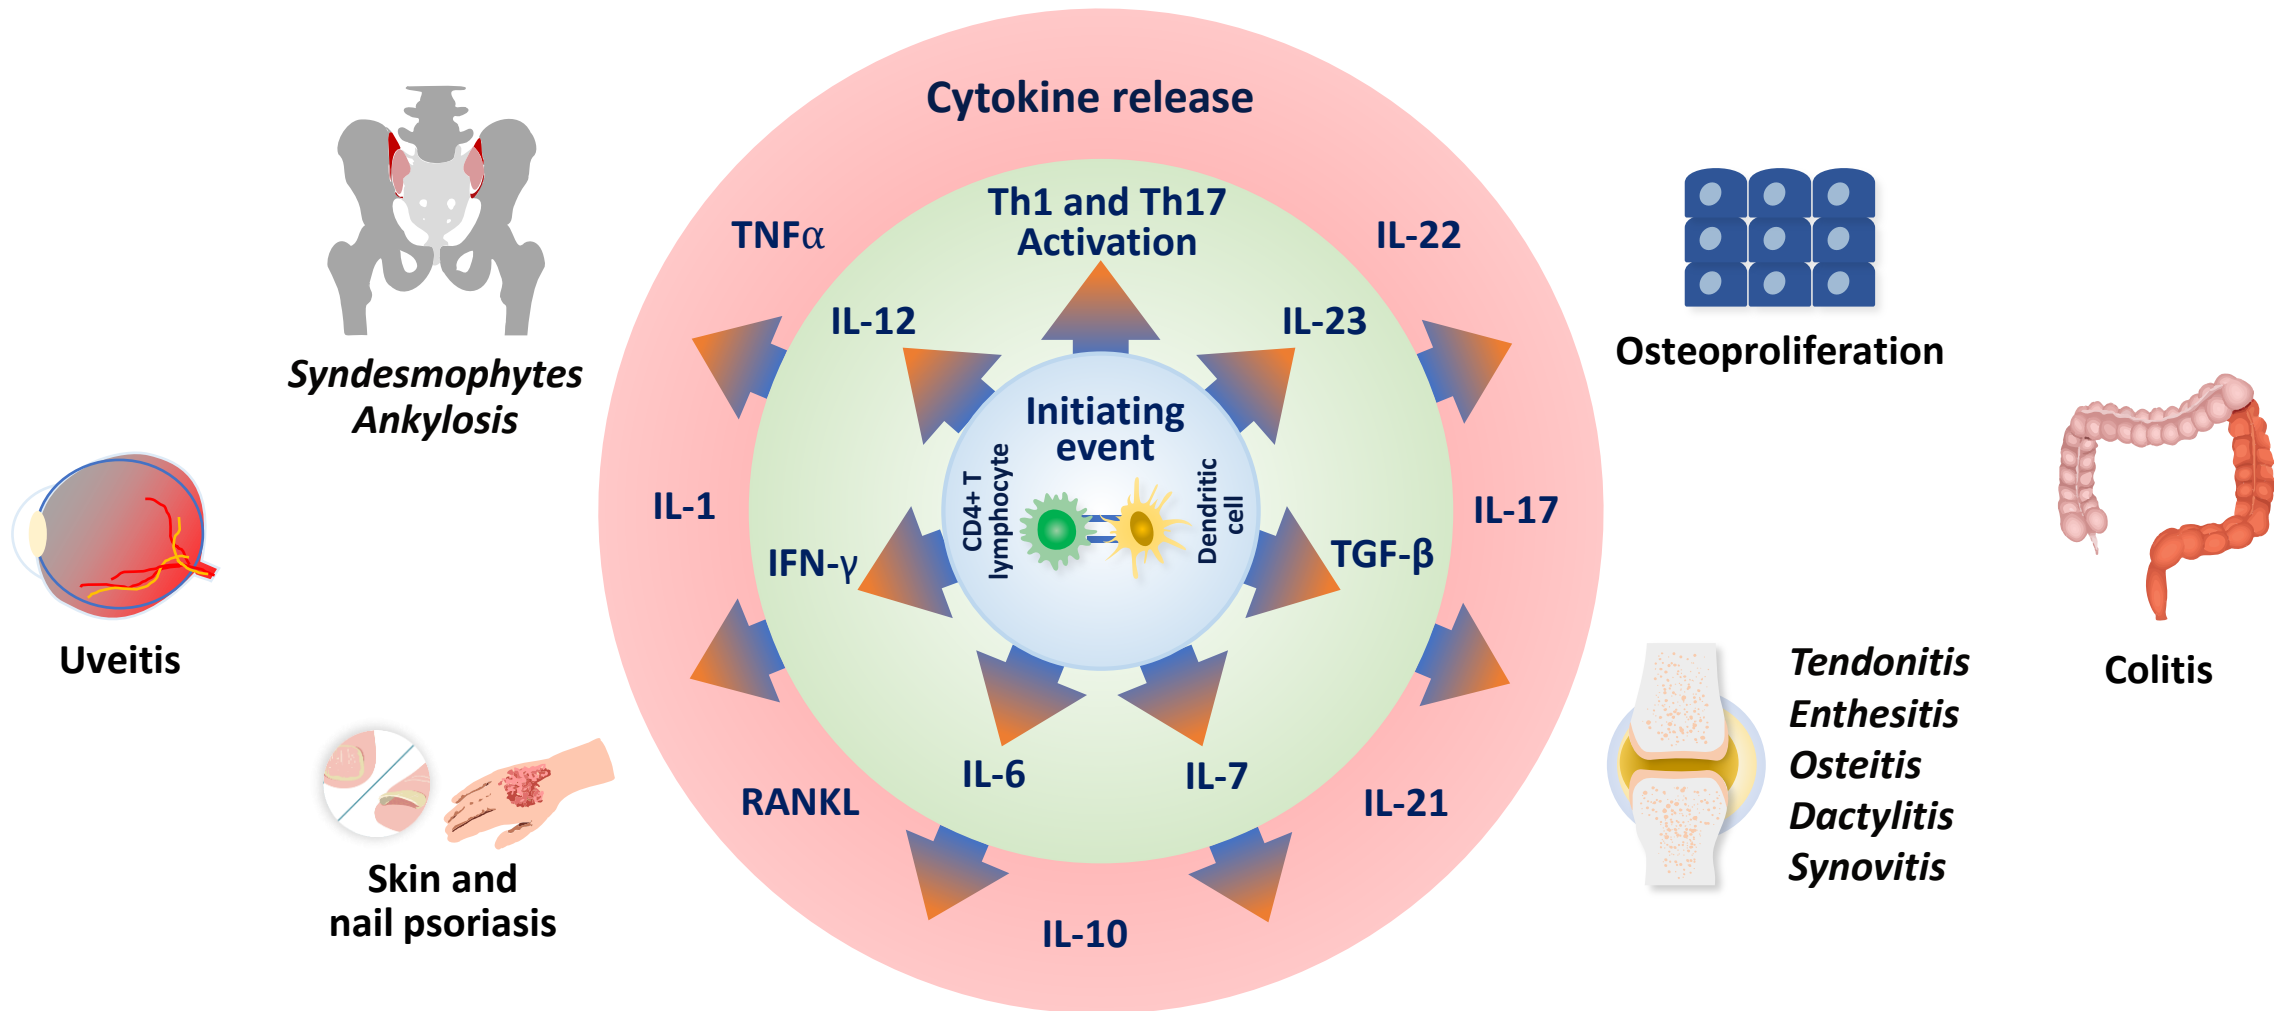 Cytokine release
Th1 and Th17
Activation
TNFα
IL-22
IL-12
IL-23
Initiating
event
CD4+ T
lymphocyte
Dendritic
cell
IL-1
IL-17
IFN-γ
TGF-β
IL-6
IL-7
RANKL
IL-21
IL-10
Syndesmophytes
Ankylosis
Uveitis
Skin and
nail psoriasis
Osteoproliferation
Colitis
Tendonitis
Enthesitis
Osteitis
Dactylitis
Synovitis